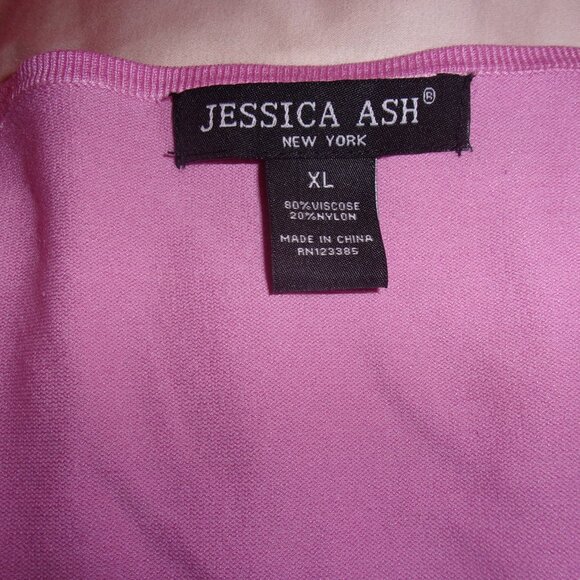 JESSICA ASH®
NEW YORK
XL
80%VISCOSE
20%NYLON
MADE IN CHINA
RN123385